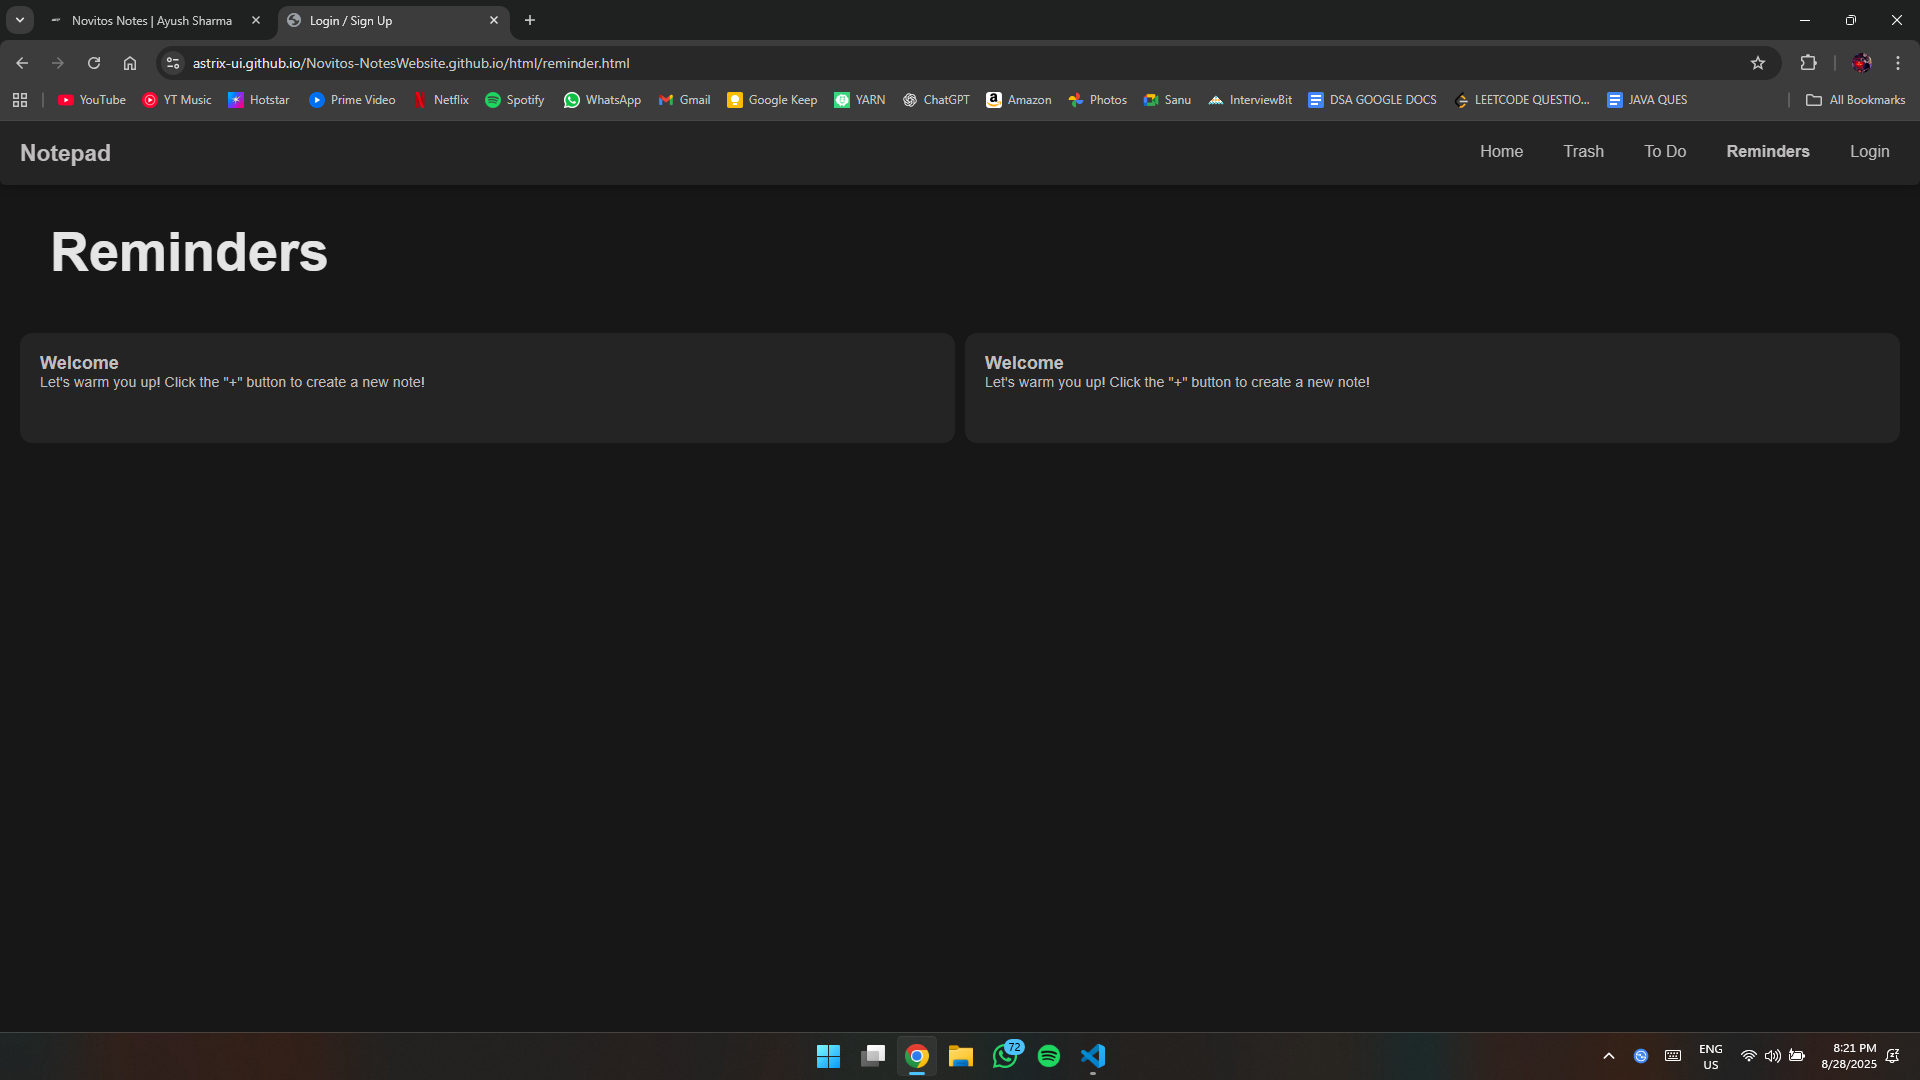 Novitos Notes | Ayush Sharma
Login / Sign Up
astrix-ui.github.io/Novitos-NotesWebsite.github.io/html/reminder.html
YouTube
YT Music
Hotstar
Prime Video
Netflix
Spotify
WhatsApp
Gmail
Google Keep
YARN
ChatGPT
Amazon
Photos
Sanu
InterviewBit
DSA GOOGLE DOCS
LEETCODE QUESTIO...
JAVA QUES
All Bookmarks
Notepad
Home
Trash
To Do
Reminders
Login
Reminders
Welcome
Let's warm you up! Click the "+" button to create a new note!
Welcome
Let's warm you up! Click the "+" button to create a new note!
72
ENG
US
8:21 PM
8/28/2025